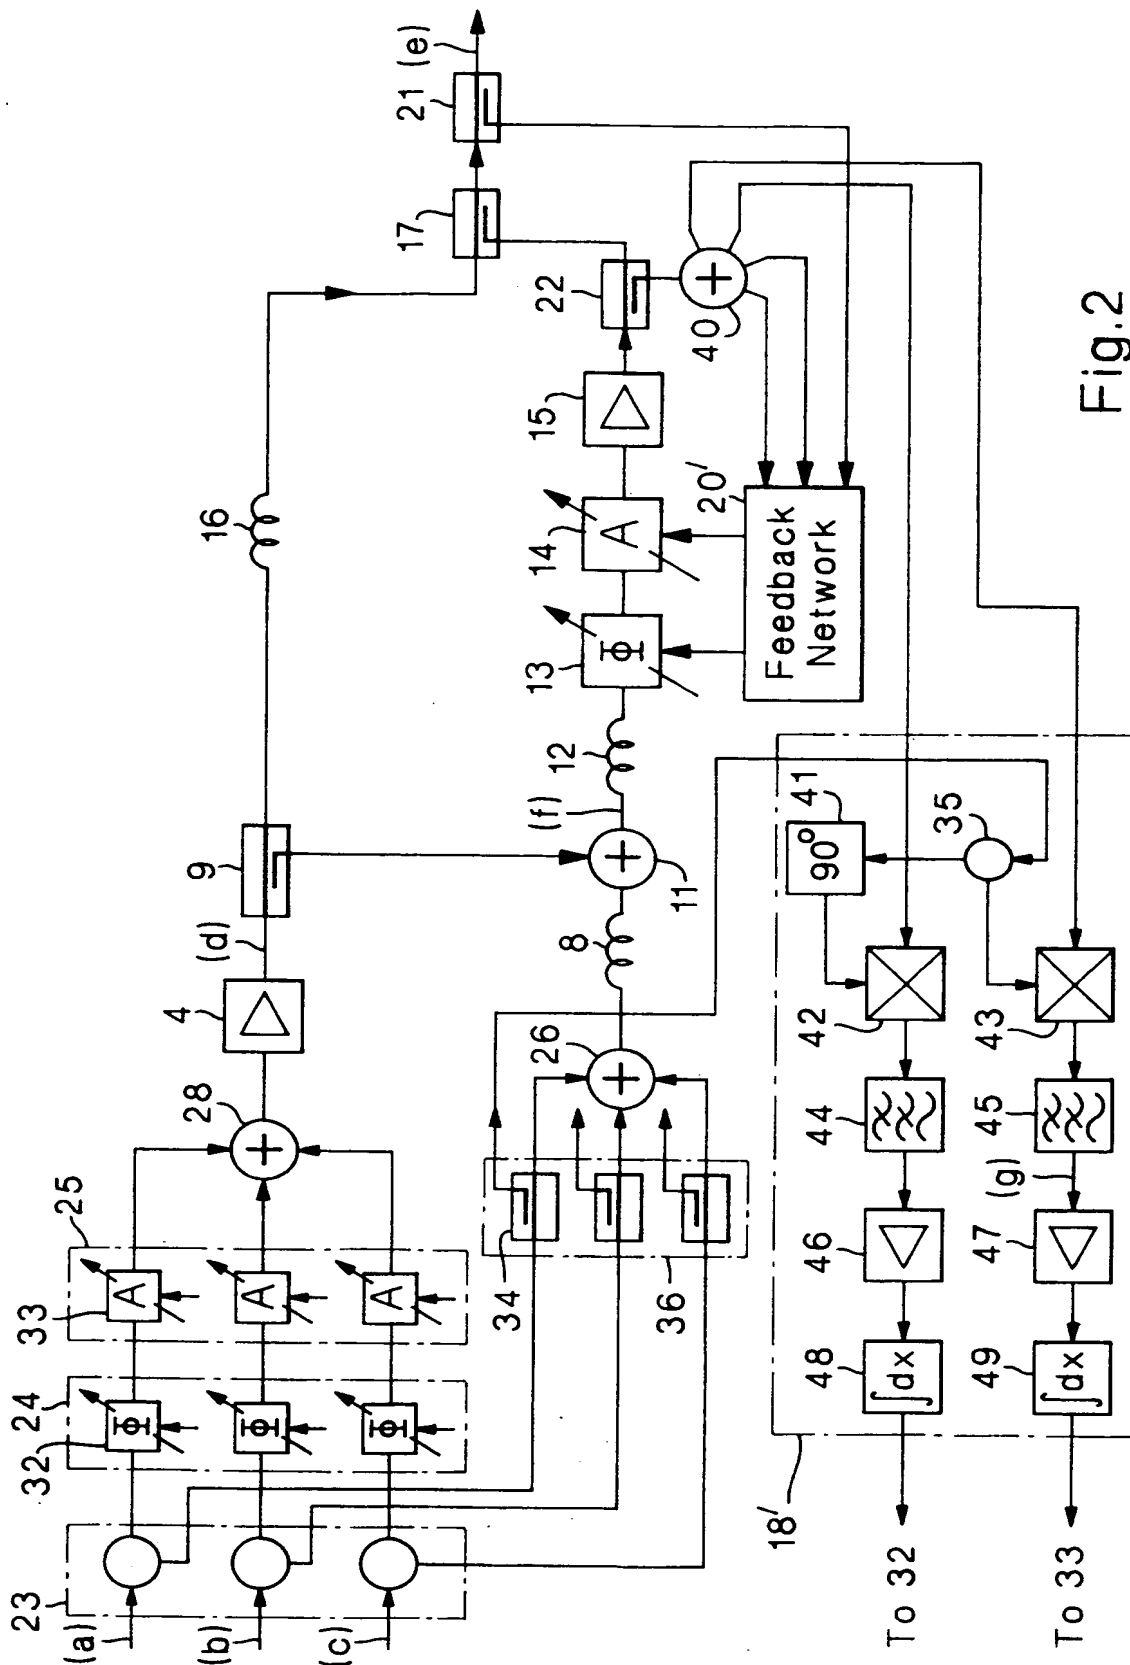 (a)
(b)
(c)
23
32
24
Φ
Φ
Φ
33
25
A
A
A
28
+
4
(d)
9
16
17
21
(e)
34
36
26
+
8
11
+
(f)
12
13
Φ
14
A
15
22
40
+
20'
Feedback
Network
18'
To 32
To 33
48
∫dx
49
∫dx
46
47
(g)
44
45
42
43
41
90°
35
Fig.2